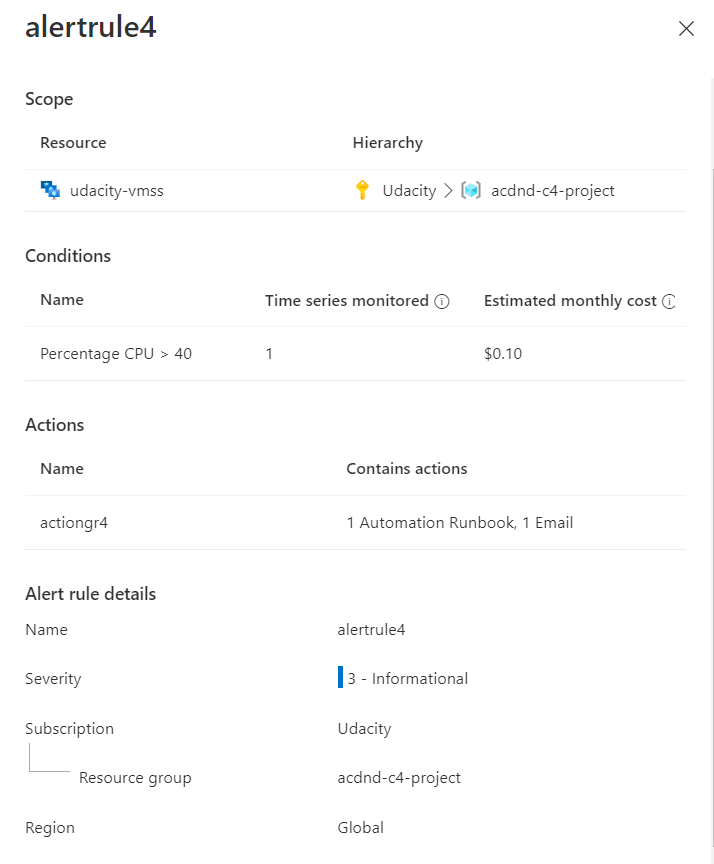 alertrule4
Scope
Resource Hierarchy
udacity-vmss Udacity > acdnd-c4-project
Conditions
Name Time series monitored Estimated monthly cost
Percentage CPU > 40 1 $0.10
Actions
Name Contains actions
actiongr4 1 Automation Runbook, 1 Email
Alert rule details
Name alertrule4
Severity 3 - Informational
Subscription Udacity
Resource group acdnd-c4-project
Region Global